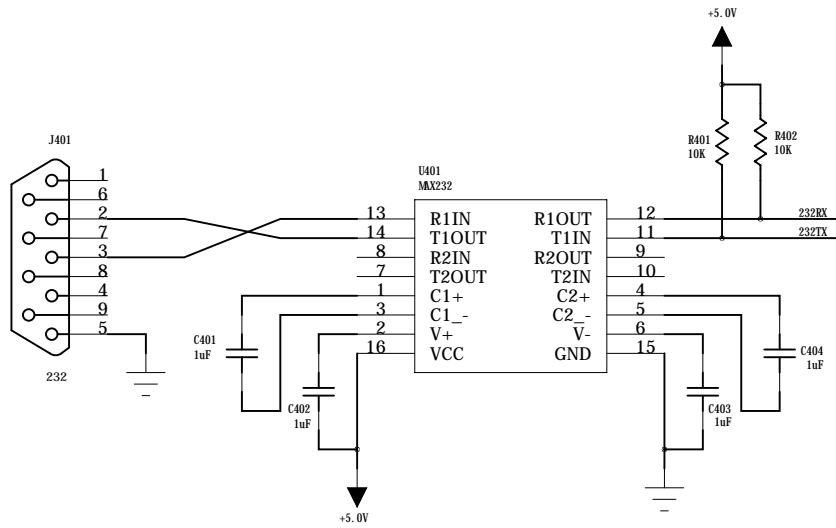 +5.0V
J401
R401
10K
R402
10K
U401
MAX232
1
6
2
7
3
8
4
9
5
232
13 R1IN R1OUT 12 232RX
14 T1OUT T1IN 11 232TX
8 R2IN R2OUT 9
7 T2OUT T2IN 10
1 C1+ C2+ 4
3 C1_- C2_- 5
2 V+ V- 6
16 VCC GND 15
C401
1uF
C402
1uF
C403
1uF
C404
1uF
+5.0V